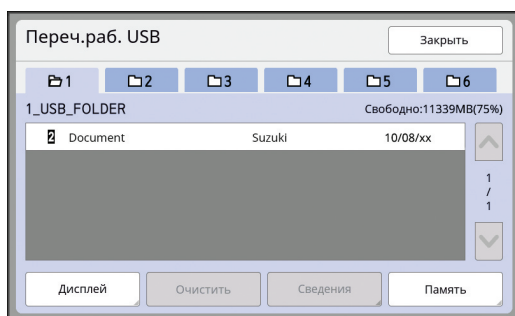 Переч.раб. USB
Закрыть
1 2 3 4 5 6
1_USB_FOLDER Свободно:11339MB(75%)
2 Document Suzuki 10/08/xx
1
/
1
Дисплей Очистить Сведения Память